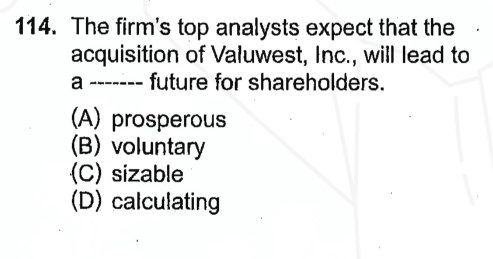 114. The firm's top analysts expect that the
acquisition of Valuwest, Inc., will lead to
a ------- future for shareholders.
(A) prosperous
(B) voluntary
(C) sizable
(D) calculating